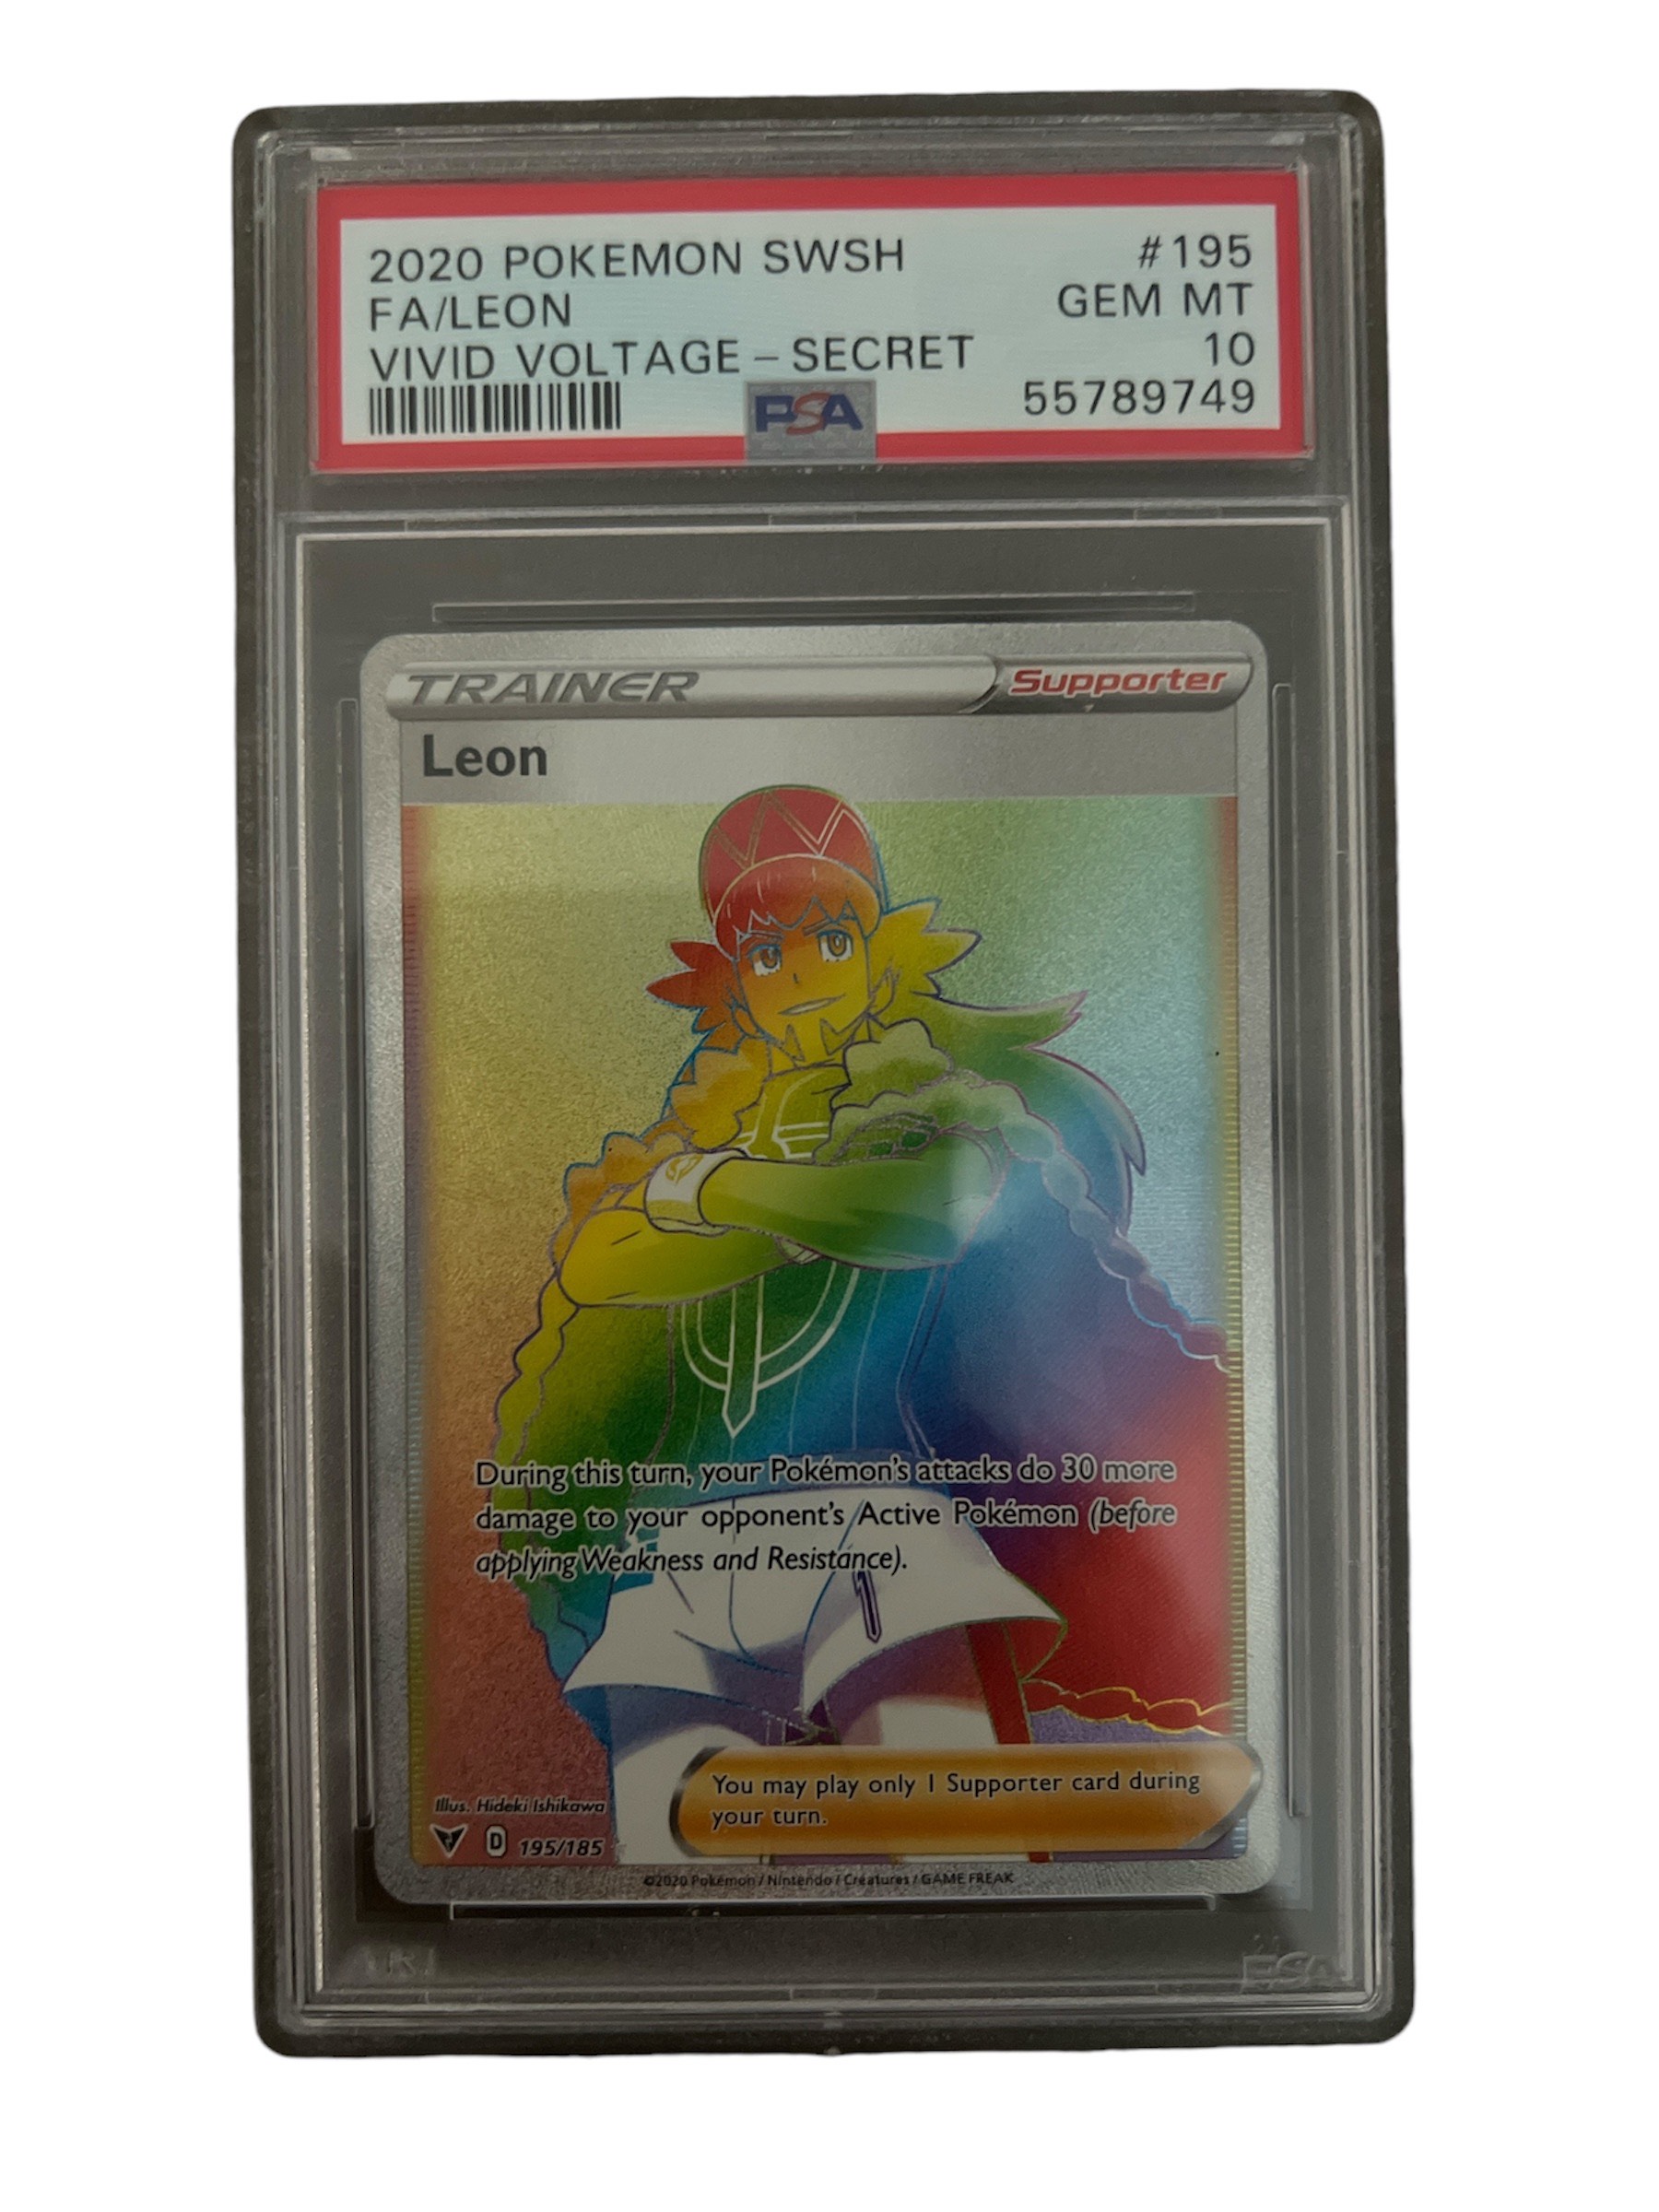 2020 POKEMON SWSH #195
FA/LEON GEM MT
VIVID VOLTAGE – SECRET 10
55789749
PSA
TRAINER Supporter
Leon
During this turn, your Pokémon's attacks do 30 more
damage to your opponent's Active Pokémon (before
applying Weakness and Resistance).
You may play only 1 Supporter card during
your turn.
Illus. Hideki Ishikawa
D 195/185
©2020 Pokémon / Nintendo / Creatures / GAME FREAK
PSA